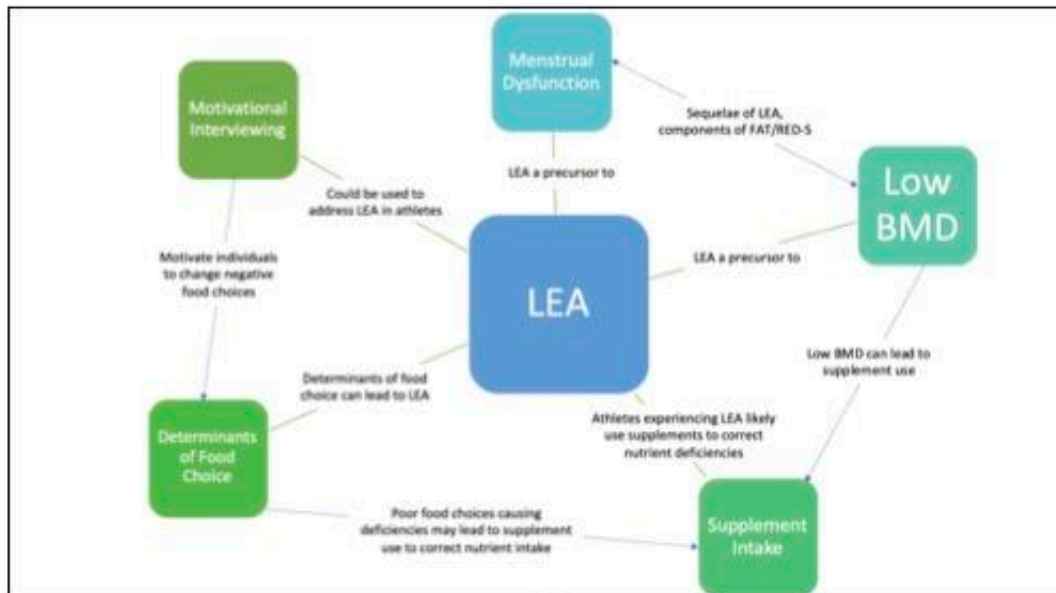 Menstrual
Dysfunction
Motivational
Interviewing
Sequelae of LEA,
components of FAT/RED-S
LEA a precursor to
Low
BMD
Could be used to
address LEA in athletes
Motivate individuals
to change negative
food choices
LEA a precursor to
LEA
Low BMD can lead to
supplement use
Determinants of food
choice can lead to LEA
Athletes experiencing LEA likely
use supplements to correct
nutrient deficiencies
Determinants
of Food
Choice
Poor food choices causing
deficiencies may lead to supplement
use to correct nutrient intake
Supplement
Intake